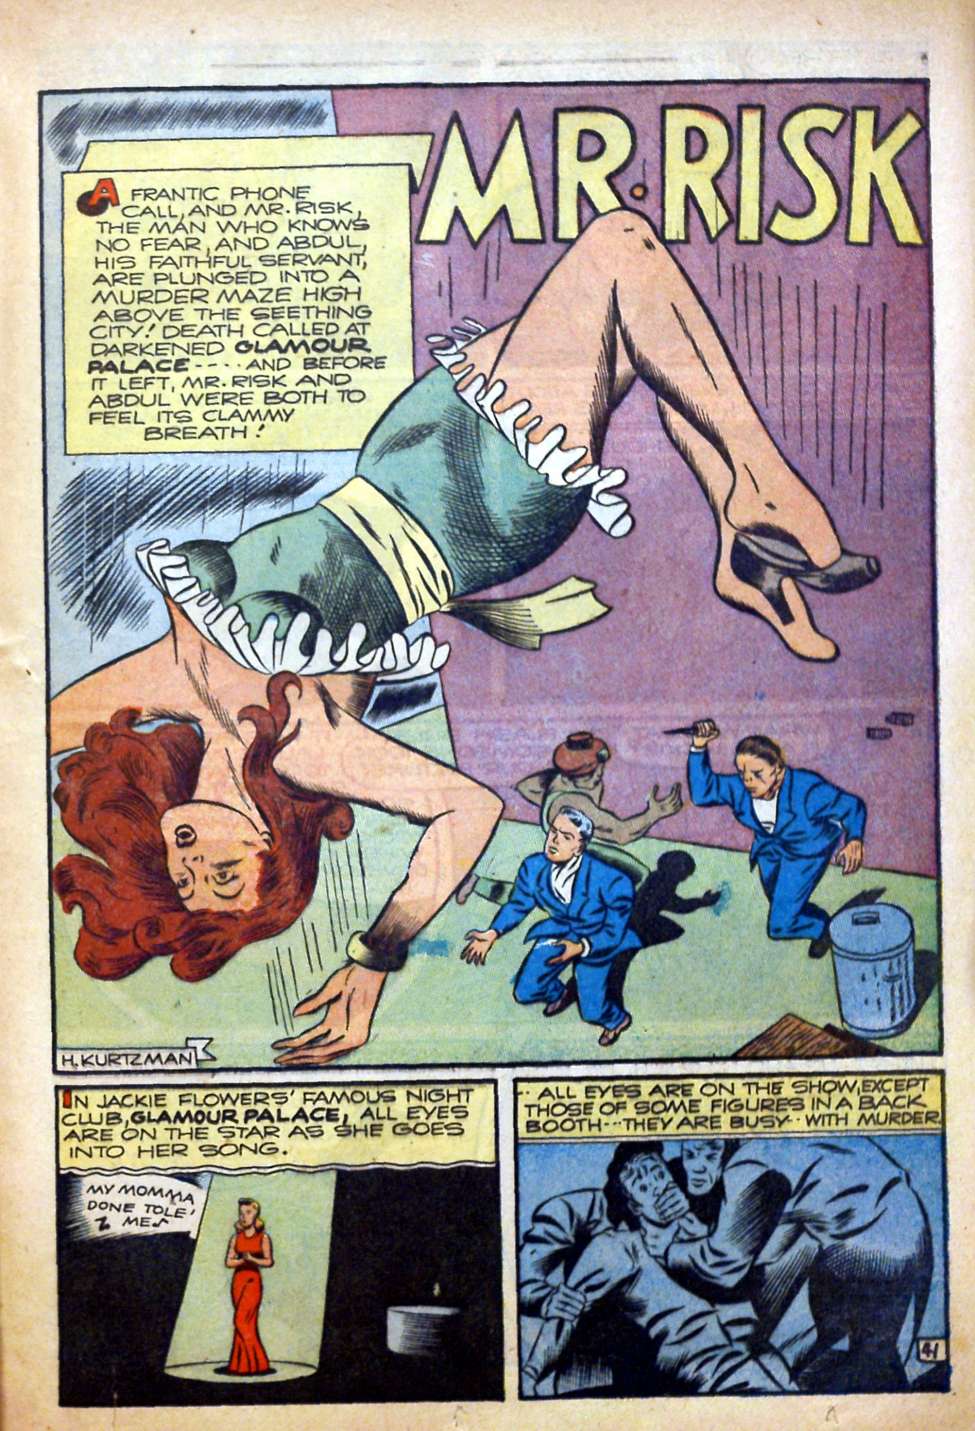 MR. RISK
A FRANTIC PHONE
CALL, AND MR. RISK,
THE MAN WHO KNOWS
NO FEAR, AND ABDUL,
HIS FAITHFUL SERVANT,
ARE PLUNGED INTO A
MURDER MAZE HIGH
ABOVE THE SEETHING
CITY! DEATH CALLED AT
DARKENED GLAMOUR
PALACE----AND BEFORE
IT LEFT, MR. RISK AND
ABDUL WERE BOTH TO
FEEL ITS CLAMMY
BREATH!
H. KURTZMAN
IN JACKIE FLOWERS' FAMOUS NIGHT
CLUB, GLAMOUR PALACE, ALL EYES
ARE ON THE STAR AS SHE GOES
INTO HER SONG.
MY MOMMA
DONE TOLE'
ME
·· ALL EYES ARE ON THE SHOW, EXCEPT
THOSE OF SOME FIGURES IN A BACK
BOOTH---THEY ARE BUSY··WITH MURDER
41